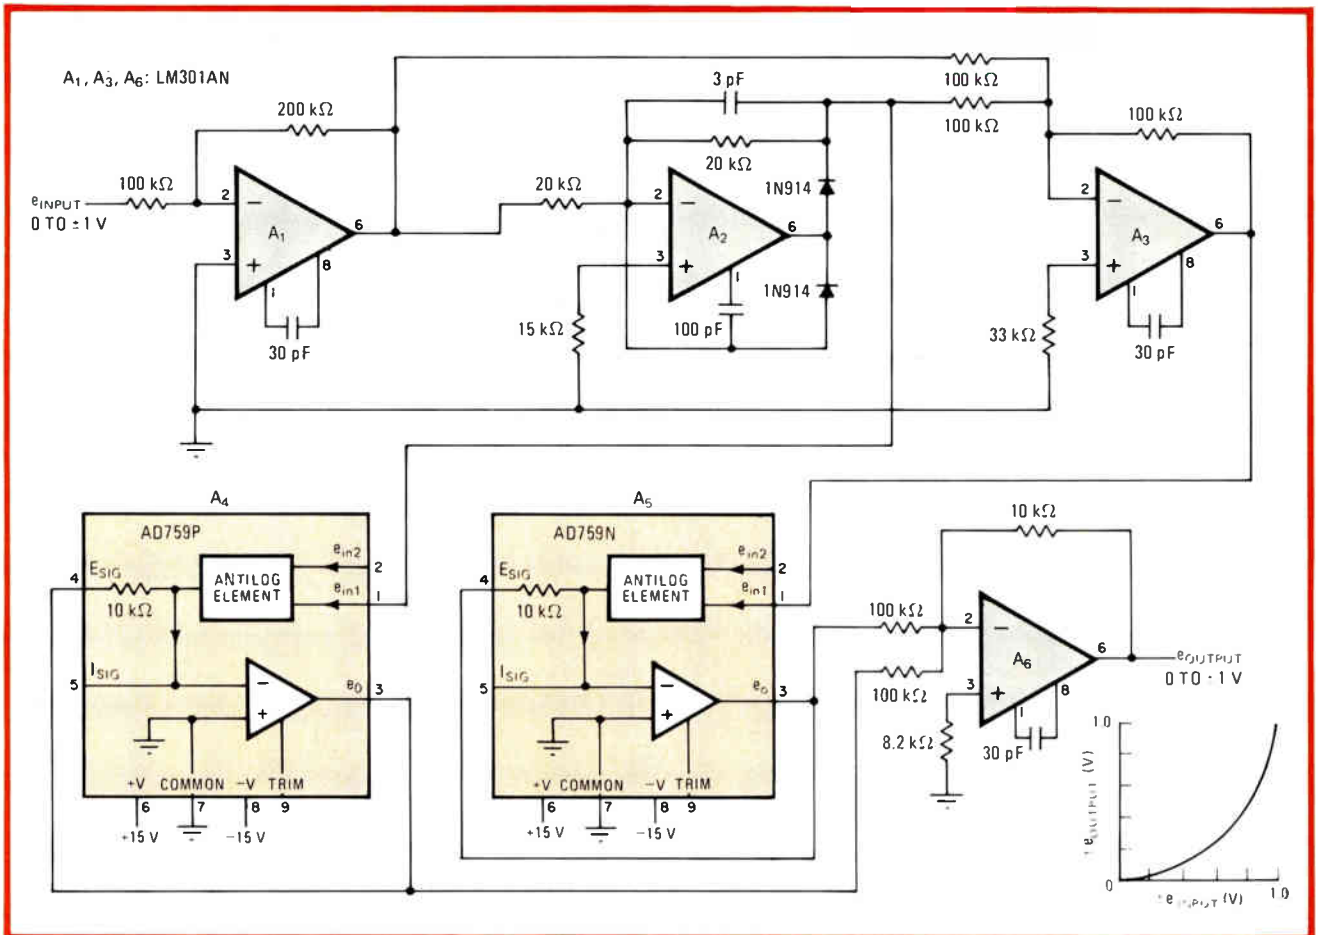 A1, A3, A6: LM301AN
200 kΩ
100 kΩ
eINPUT
0 TO ±1 V
2
3
A1
6
1
8
30 pF
20 kΩ
15 kΩ
3 pF
20 kΩ
2
3
A2
6
1
100 pF
1N914
1N914
100 kΩ
100 kΩ
100 kΩ
2
3
A3
6
1
8
33 kΩ
30 pF
A4
AD759P
4
ESIG
10 kΩ
ANTILOG
ELEMENT
ein2
2
ein1
1
5
ISIG
eO
3
+V
COMMON
-V
TRIM
6
7
8
9
+15 V
-15 V
A5
AD759N
4
ESIG
10 kΩ
ANTILOG
ELEMENT
ein2
2
ein1
1
5
ISIG
eo
3
+V
COMMON
-V
TRIM
6
7
8
9
+15 V
-15 V
10 kΩ
100 kΩ
100 kΩ
2
3
A6
6
1
8
8.2 kΩ
30 pF
eOUTPUT
0 TO -1 V
1.0
eOUTPUT (V)
0
0
1.0
eINPUT (V)